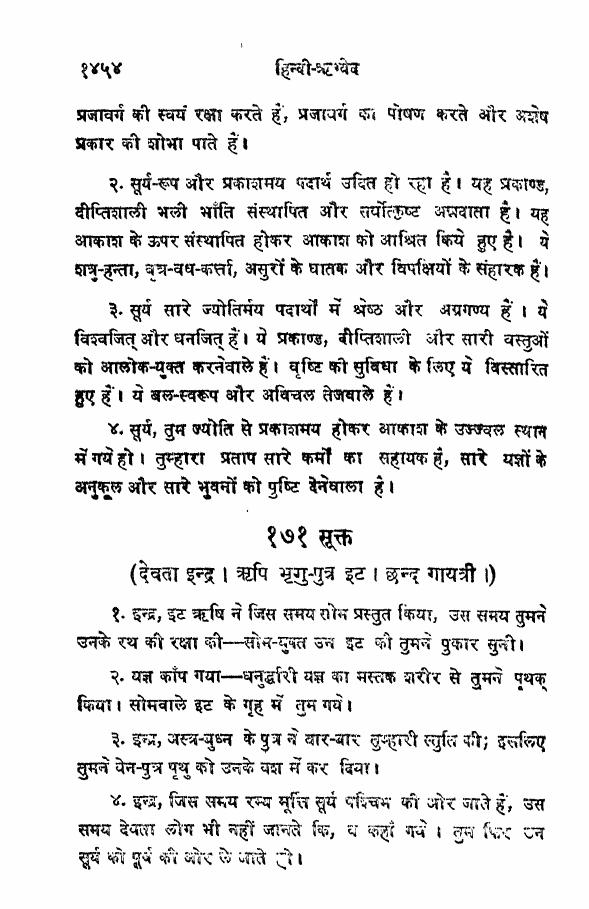 १४५४ हिन्दी-ऋग्वेद
प्रजावर्ग की स्वयं रक्षा करते हैं, प्रजावर्ग का पोषण करते और अशेष
प्रकार की शोभा पाते हैं।
२. सूर्य-रूप और प्रकाशमय पदार्थ उदित हो रहा है। यह प्रकाण्ड,
दीप्तिशाली भली भाँति संस्थापित और सर्वोत्कृष्ट अन्नदाता है। यह
आकाश के ऊपर संस्थापित होकर आकाश को आश्रित किये हुए है। ये
शत्रु-हन्ता, वृत्र-वध-कर्त्ता, असुरों के घातक और विपक्षियों के संहारक हैं।
३. सूर्य सारे ज्योतिर्मय पदार्थों में श्रेष्ठ और अग्रगण्य हैं। ये
विश्वजित् और धनजित् हैं। ये प्रकाण्ड, दीप्तिशाली और सारी वस्तुओं
को आलोक-युक्त करनेवाले हैं। वृष्टि की सुविधा के लिए ये विस्तारित
हुए हैं। ये बल-स्वरूप और अविचल तेजवाले हैं।
४. सूर्य, तुम ज्योति से प्रकाशमय होकर आकाश के उज्ज्वल स्थान
में गये हो। तुम्हारा प्रताप सारे कर्मों का सहायक है, सारे यज्ञों के
अनुकूल और सारे भुवनों को पुष्टि देनेवाला है।
१७१ सूक्त
(देवता इन्द्र। ऋषि भृगु-पुत्र इट। छन्द गायत्री।)
१. इन्द्र, इट ऋषि ने जिस समय सोम प्रस्तुत किया, उस समय तुमने
उनके रथ की रक्षा की—सोम-युक्त उन इट की तुमने पुकार सुनी।
२. यज्ञ काँप गया—धनुर्द्धारी यज्ञ का मस्तक शरीर से तुमने पृथक्
किया। सोमवाले इट के गृह में तुम गये।
३. इन्द्र, अस्त्र-बुध्न के पुत्र ने बार-बार तुम्हारी स्तुति की; इसलिए
तुमने वेन-पुत्र पृथु को उनके वश में कर दिया।
४. इन्द्र, जिस समय रम्य मूर्त्ति सूर्य पश्चिम की ओर जाते हैं, उस
समय देवता लोग भी नहीं जानते कि, वे कहाँ गये। तुम फिर उन
सूर्य को पूर्व की ओर ले जाते हो।